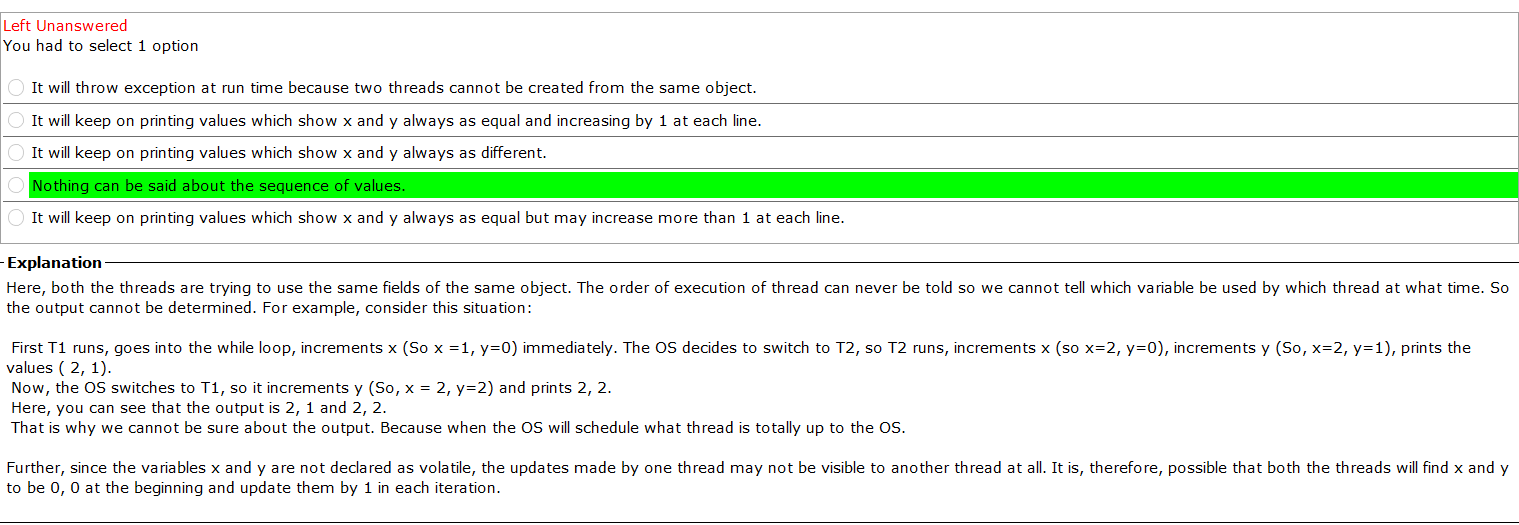 Left Unanswered
You had to select 1 option
It will throw exception at run time because two threads cannot be created from the same object.
It will keep on printing values which show x and y always as equal and increasing by 1 at each line.
It will keep on printing values which show x and y always as different.
Nothing can be said about the sequence of values.
It will keep on printing values which show x and y always as equal but may increase more than 1 at each line.
Explanation
Here, both the threads are trying to use the same fields of the same object. The order of execution of thread can never be told so we cannot tell which variable be used by which thread at what time. So
the output cannot be determined. For example, consider this situation:
First T1 runs, goes into the while loop, increments x (So x =1, y=0) immediately. The OS decides to switch to T2, so T2 runs, increments x (so x=2, y=0), increments y (So, x=2, y=1), prints the
values ( 2, 1).
Now, the OS switches to T1, so it increments y (So, x = 2, y=2) and prints 2, 2.
Here, you can see that the output is 2, 1 and 2, 2.
That is why we cannot be sure about the output. Because when the OS will schedule what thread is totally up to the OS.
Further, since the variables x and y are not declared as volatile, the updates made by one thread may not be visible to another thread at all. It is, therefore, possible that both the threads will find x and y
to be 0, 0 at the beginning and update them by 1 in each iteration.